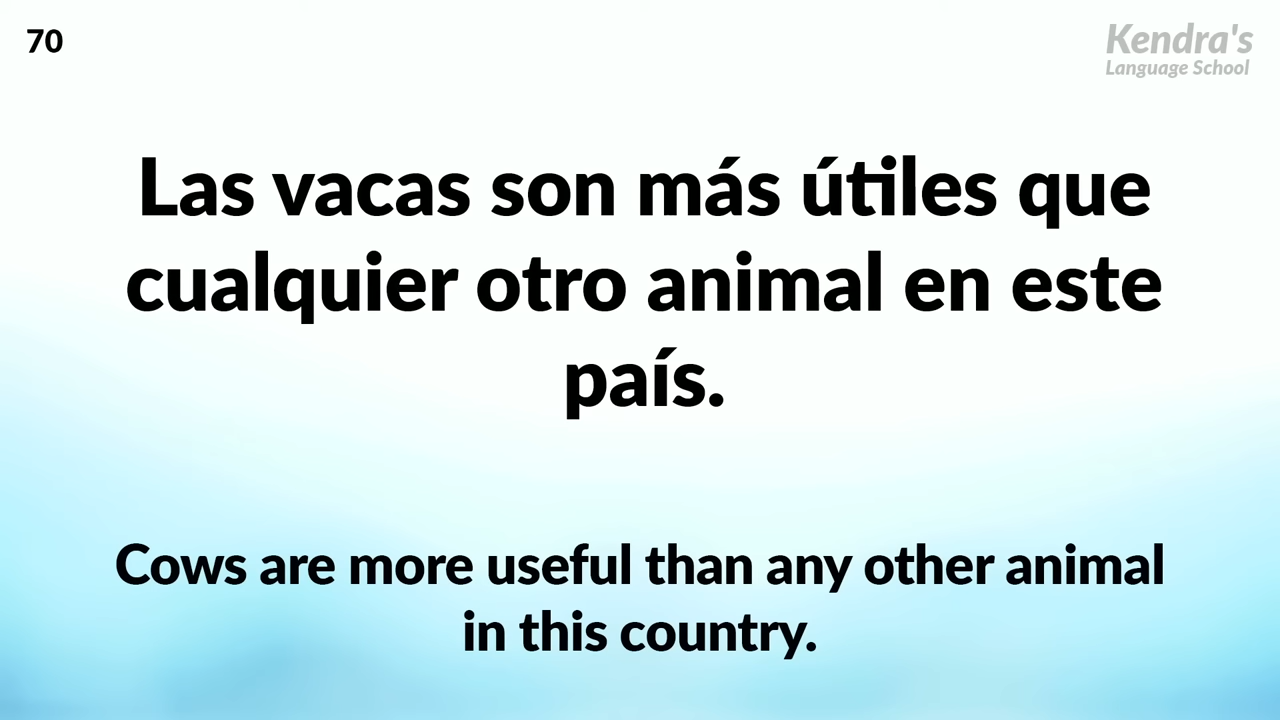 70
Kendra's
Language School
Las vacas son más útiles que
cualquier otro animal en este
país.
Cows are more useful than any other animal
in this country.